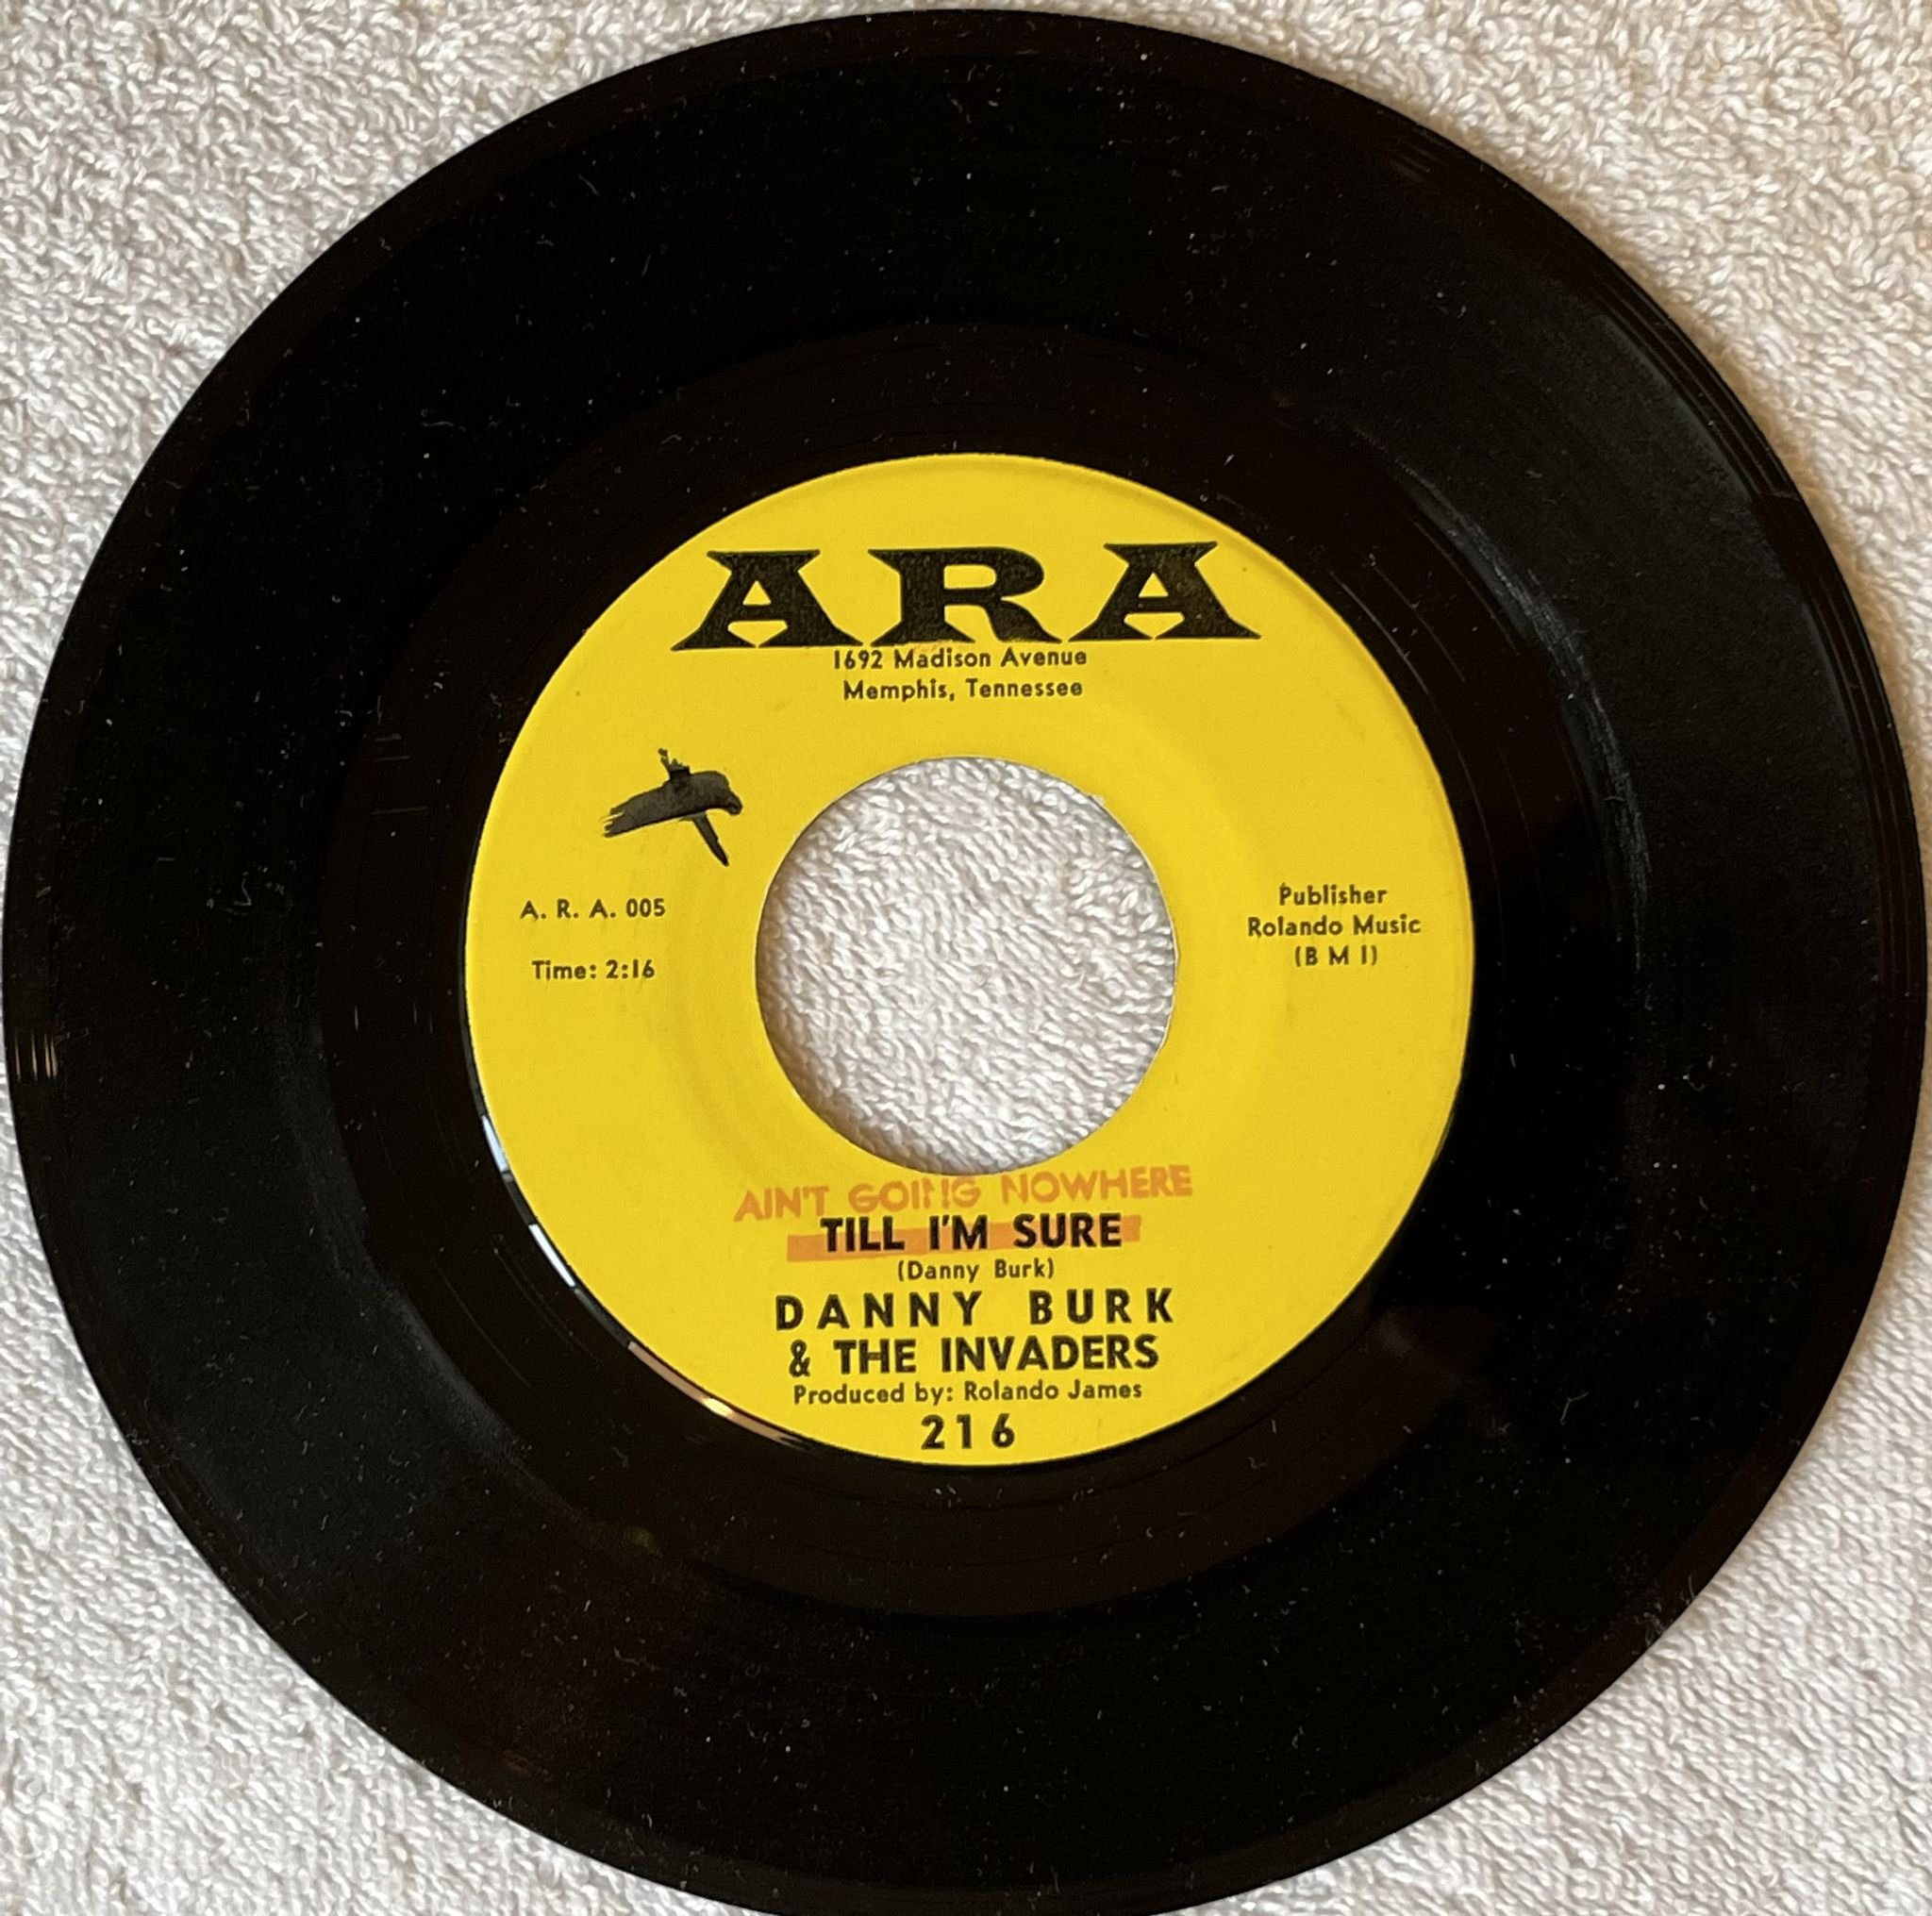 ARA
1692 Madison Avenue
Memphis, Tennessee
A. R. A. 005
Time: 2:16
Publisher
Rolando Music
(B M I)
AIN'T GOING NOWHERE
TILL I'M SURE
(Danny Burk)
DANNY BURK
& THE INVADERS
Produced by: Rolando James
216